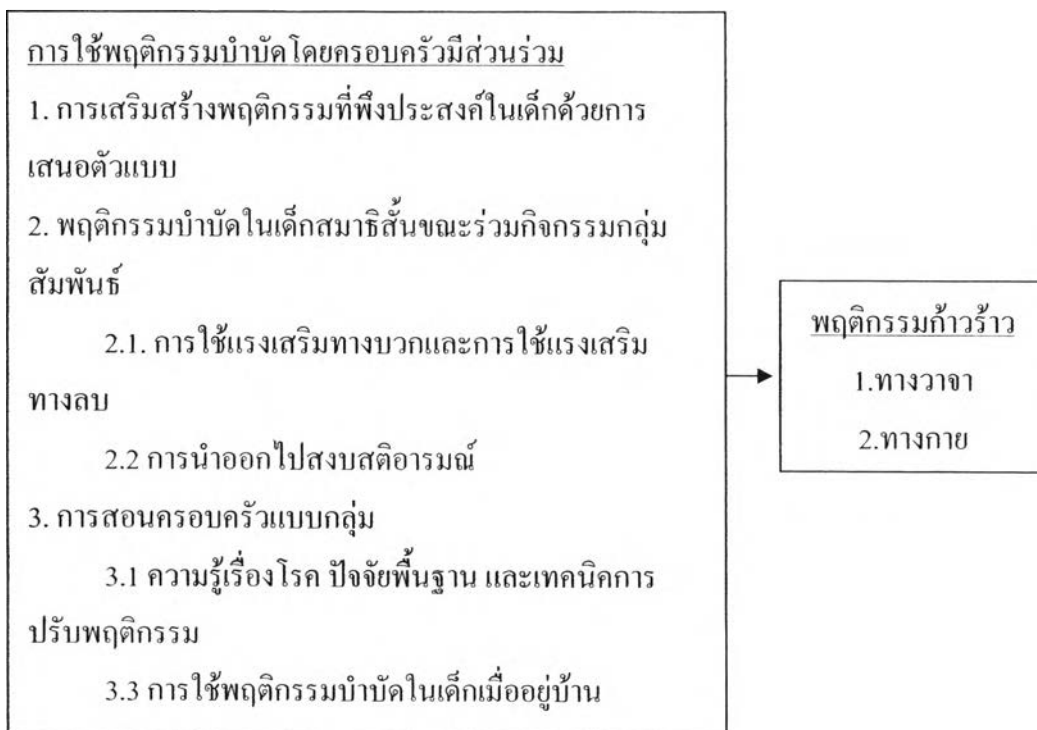 การใช้พฤติกรรมบำบัดโดยครอบครัวมีส่วนร่วม
1. การเสริมสร้างพฤติกรรมที่พึงประสงค์ในเด็กด้วยการ
เสนอตัวแบบ
2. พฤติกรรมบำบัดในเด็กสมาธิสั้นขณะร่วมกิจกรรมกลุ่ม
สัมพันธ์
2.1. การใช้แรงเสริมทางบวกและการใช้แรงเสริม
ทางลบ
2.2 การนำออกไปสงบสติอารมณ์
3. การสอนครอบครัวแบบกลุ่ม
3.1 ความรู้เรื่องโรค ปัจจัยพื้นฐาน และเทคนิคการ
ปรับพฤติกรรม
3.3 การใช้พฤติกรรมบำบัดในเด็กเมื่ออยู่บ้าน
พฤติกรรมก้าวร้าว
1.ทางวาจา
2.ทางกาย